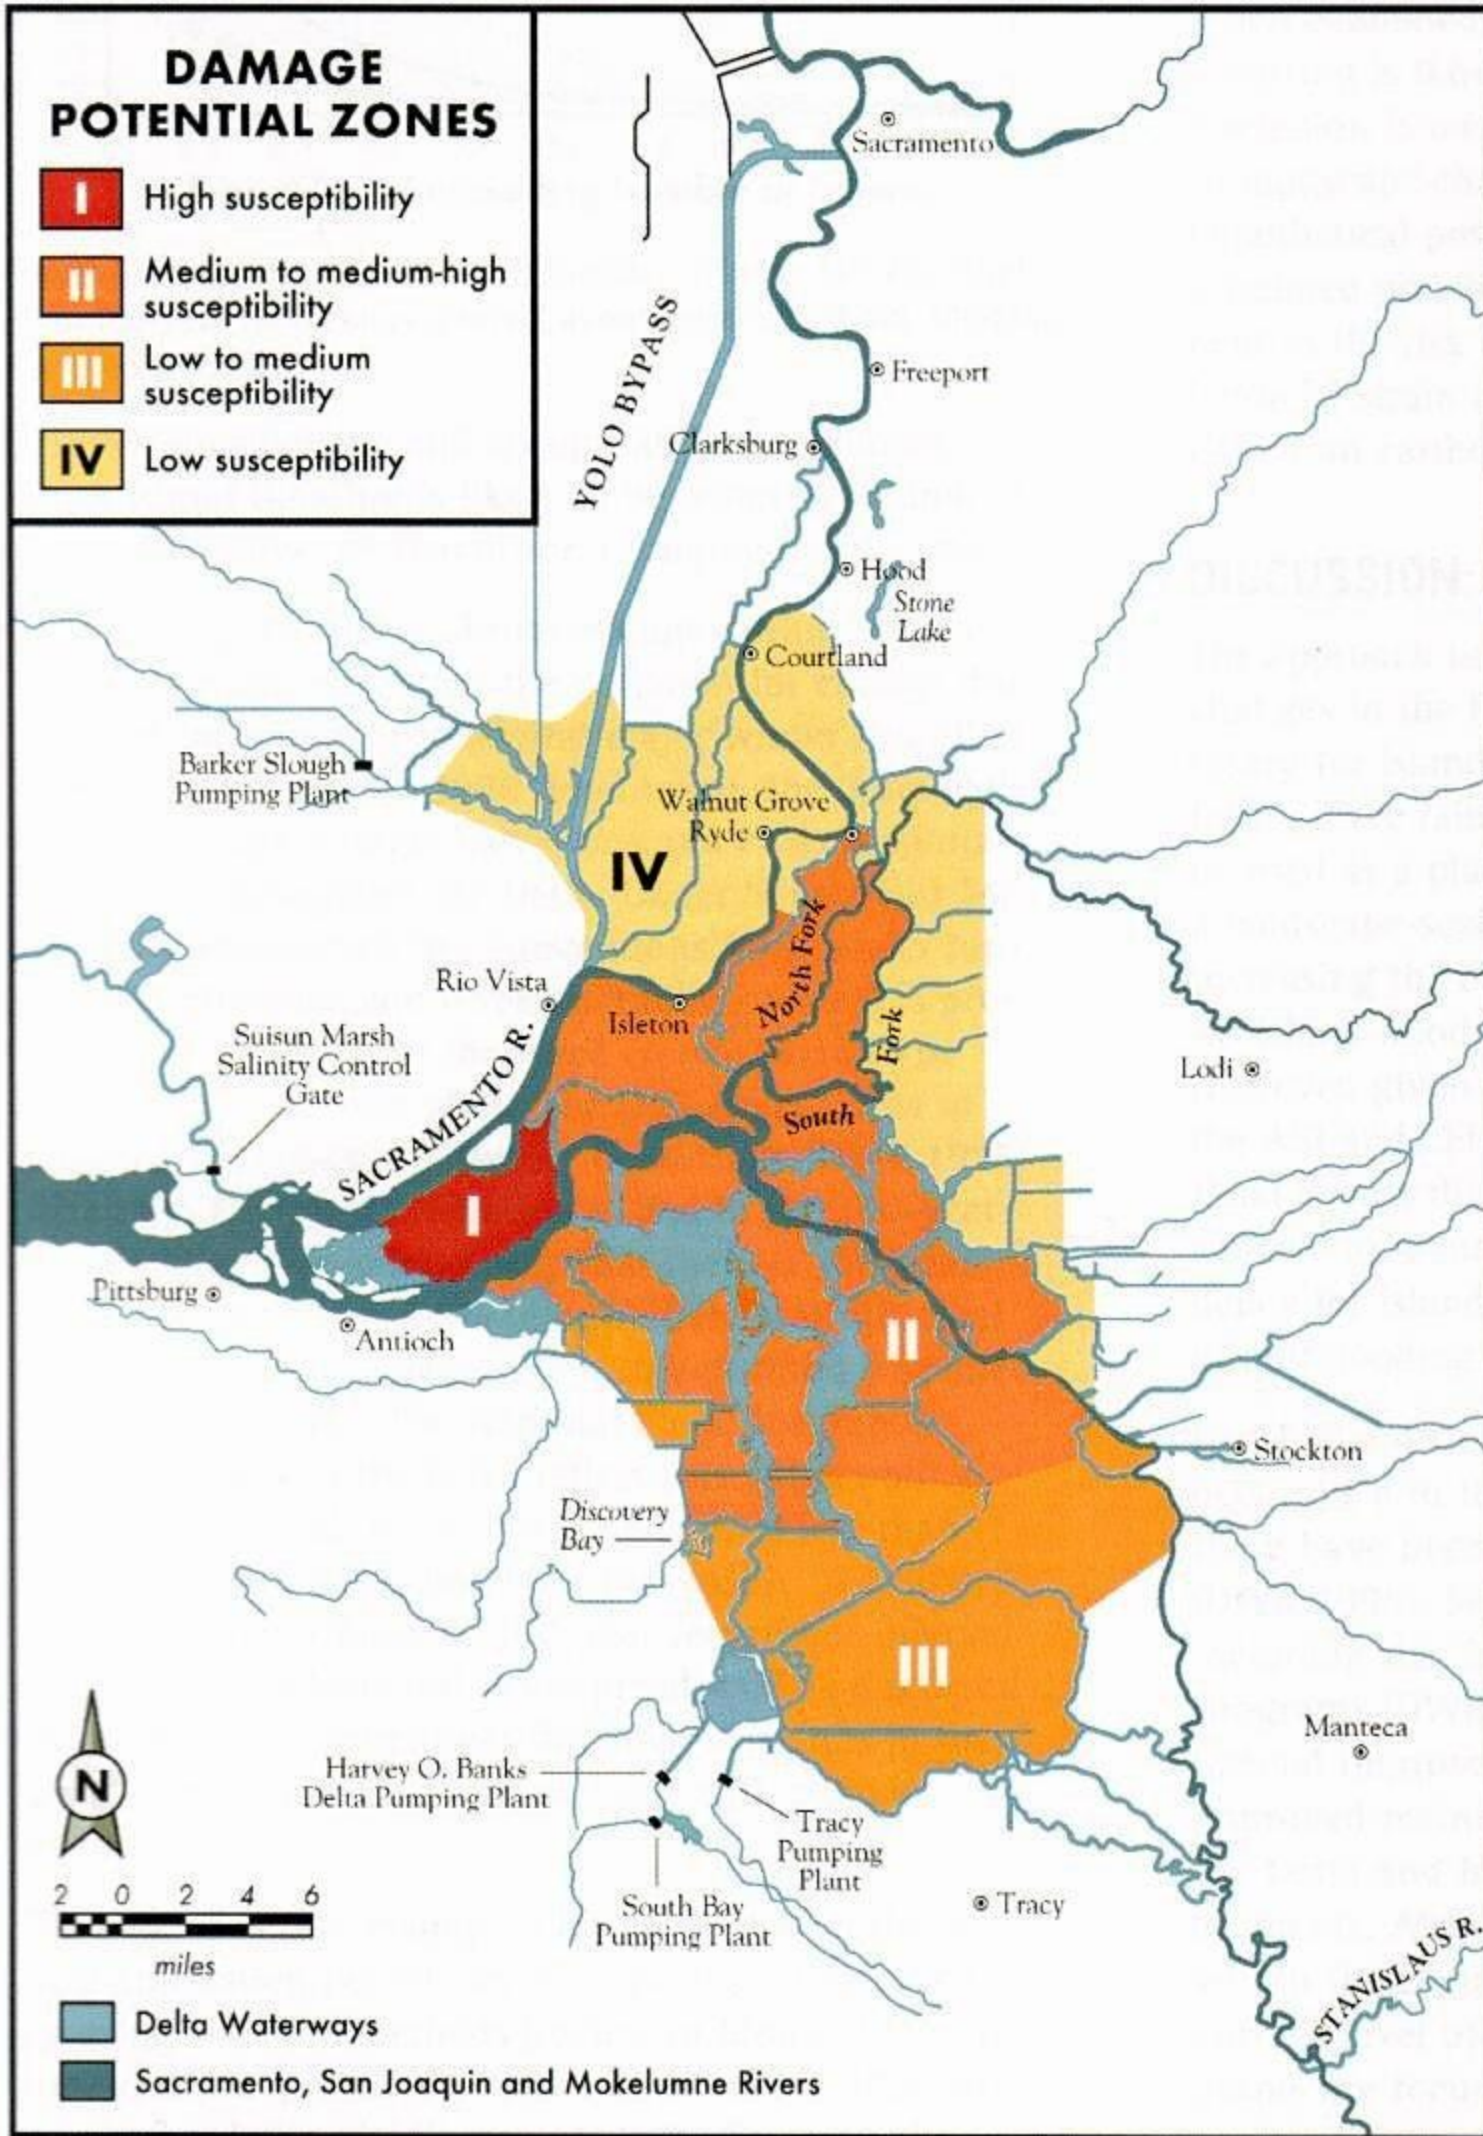 DAMAGE
POTENTIAL ZONES
I
High susceptibility
II
Medium to medium-high
susceptibility
III
Low to medium
susceptibility
IV
Low susceptibility
Sacramento
YOLO BYPASS
Freeport
Clarksburg
Hood
Stone
Lake
Courtland
Barker Slough
Pumping Plant
Walnut Grove
Ryde
IV
North Fork
Rio Vista
Isleton
Fork
South
Lodi
Suisun Marsh
Salinity Control
Gate
SACRAMENTO R.
I
Pittsburg
Antioch
II
Stockton
Discovery
Bay
III
Manteca
Harvey O. Banks
Delta Pumping Plant
Tracy
Pumping
Plant
South Bay
Pumping Plant
Tracy
STANISLAUS R.
N
2 0 2 4 6
miles
Delta Waterways
Sacramento, San Joaquin and Mokelumne Rivers
DISCUSSION